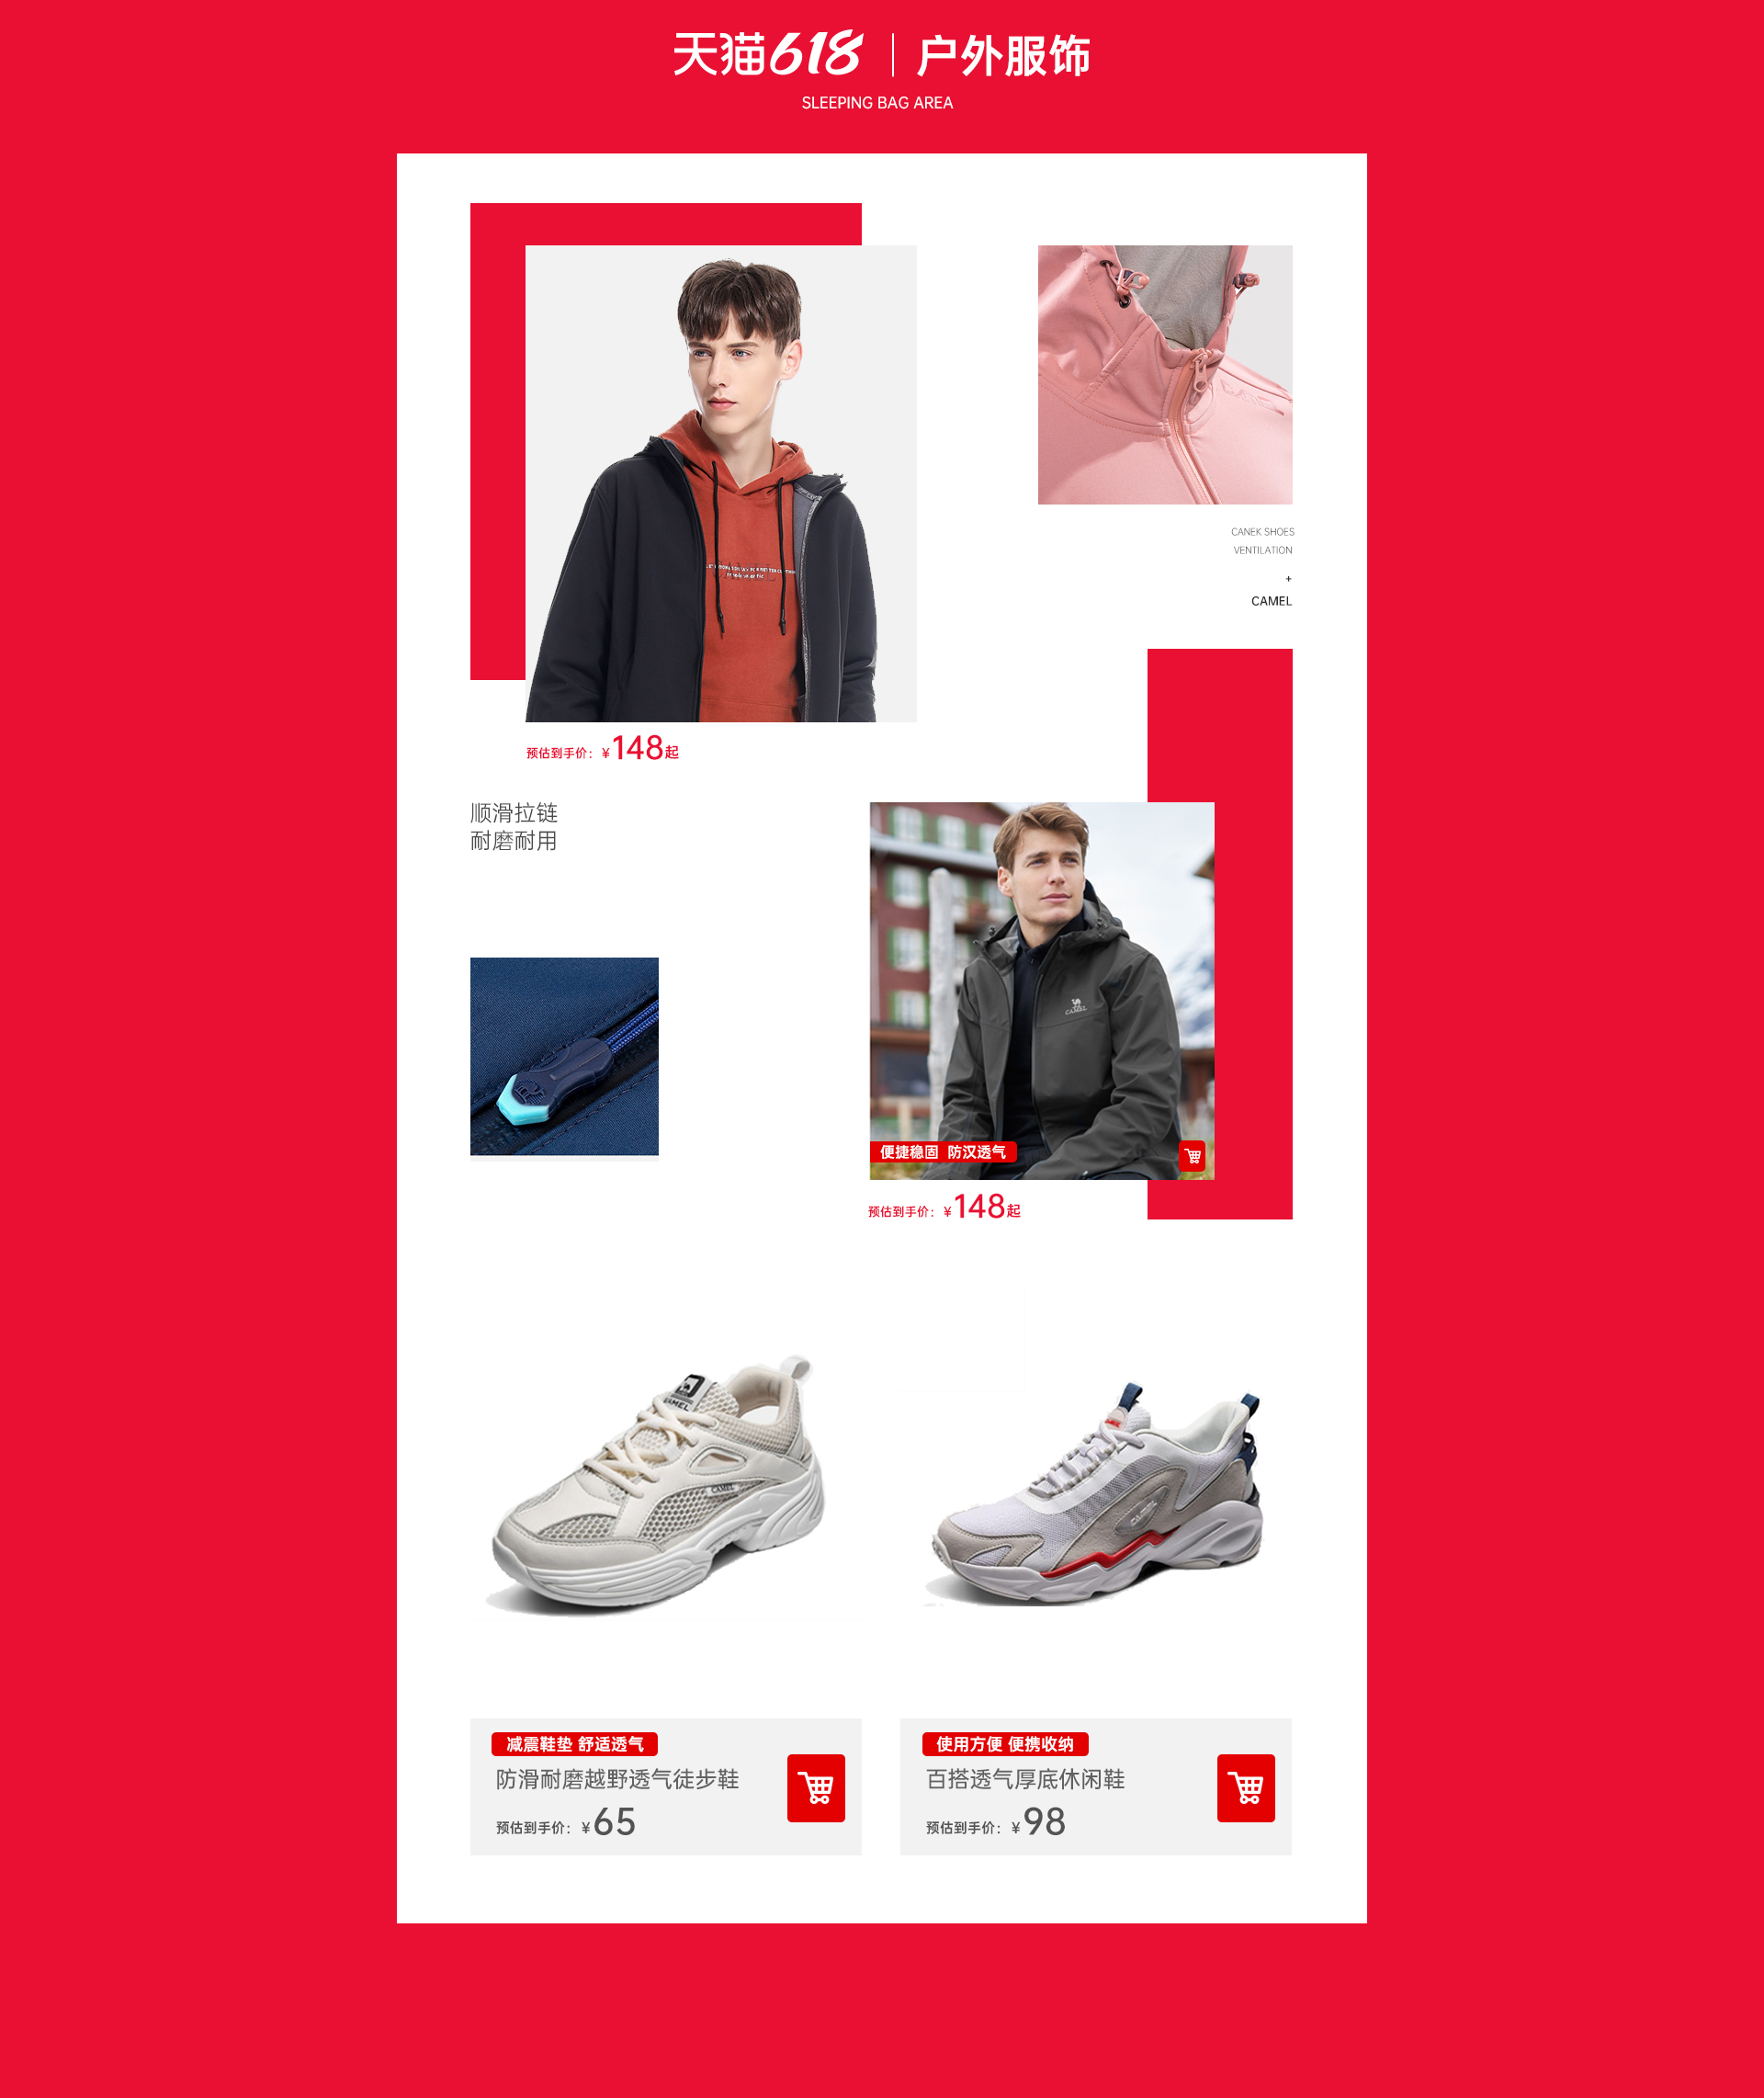 天猫618 户外服饰
SLEEPING BAG AREA
CANEK SHOES
VENTILATION
+
CAMEL
预估到手价：¥148起
顺滑拉链
耐磨耐用
CAMEL
便捷稳固 防汉透气
预估到手价：¥148起
CAMEL
CAMEL
CAMEL
减震鞋垫 舒适透气
防滑耐磨越野透气徒步鞋
预估到手价：¥65
使用方便 便携收纳
百搭透气厚底休闲鞋
预估到手价：¥98